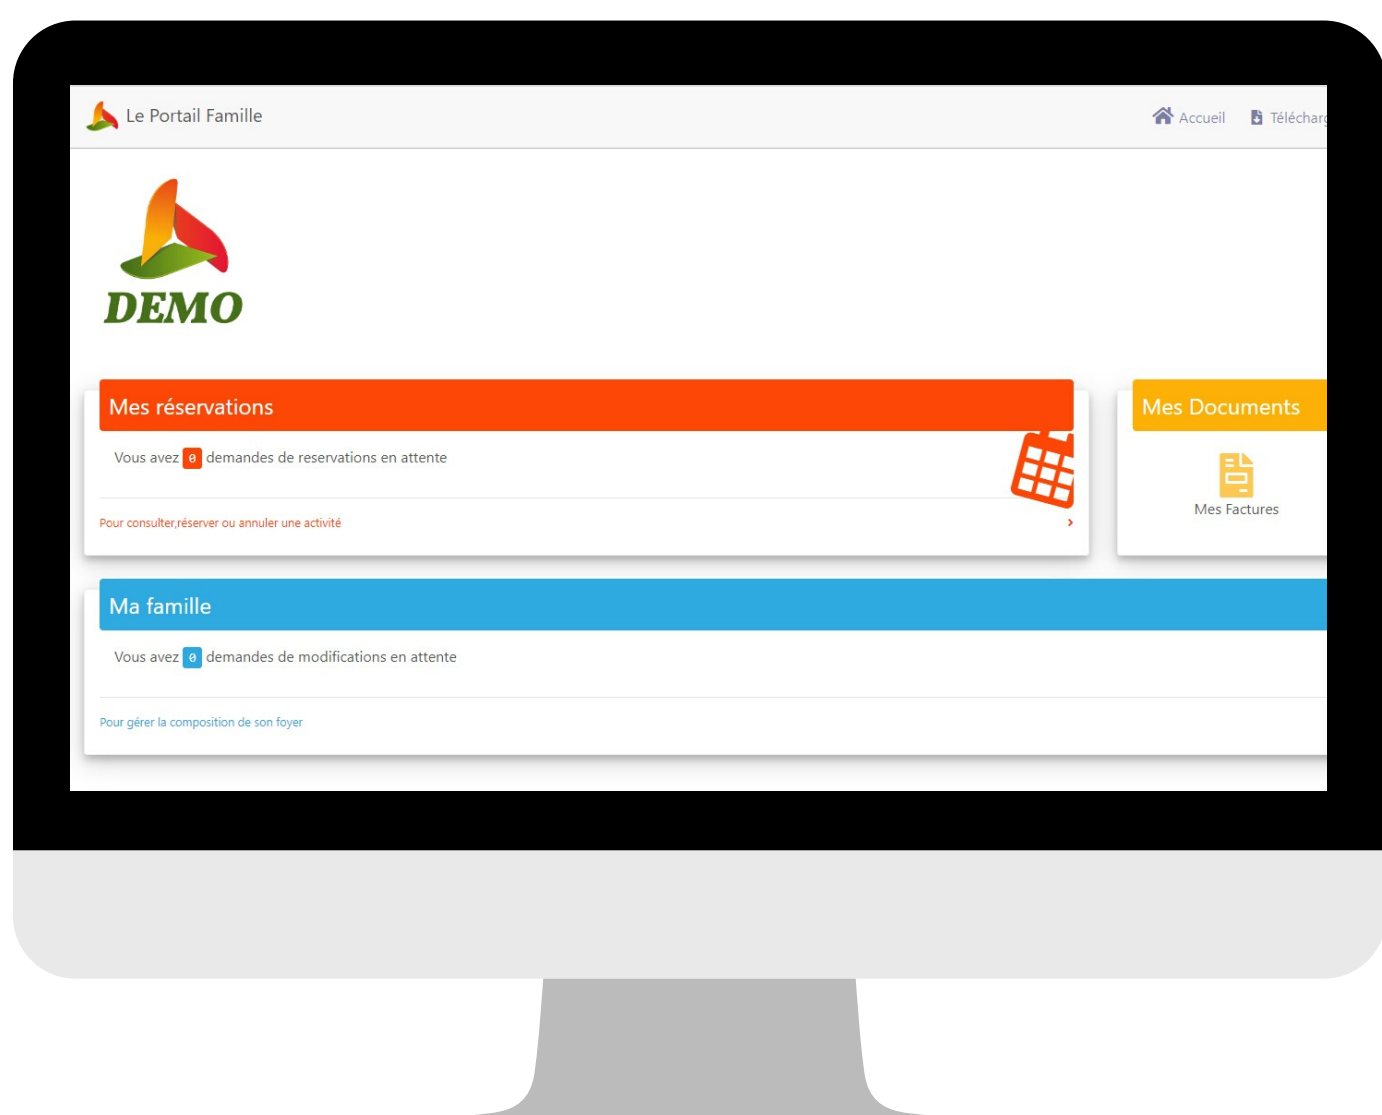 Le Portail Famille
Accueil
DEMO
Mes réservations
Vous avez 0 demandes de reservations en attente
Pour consulter,réserver ou annuler une activité
Mes Documents
Mes Factures
Ma famille
Vous avez 0 demandes de modifications en attente
Pour gérer la composition de son foyer